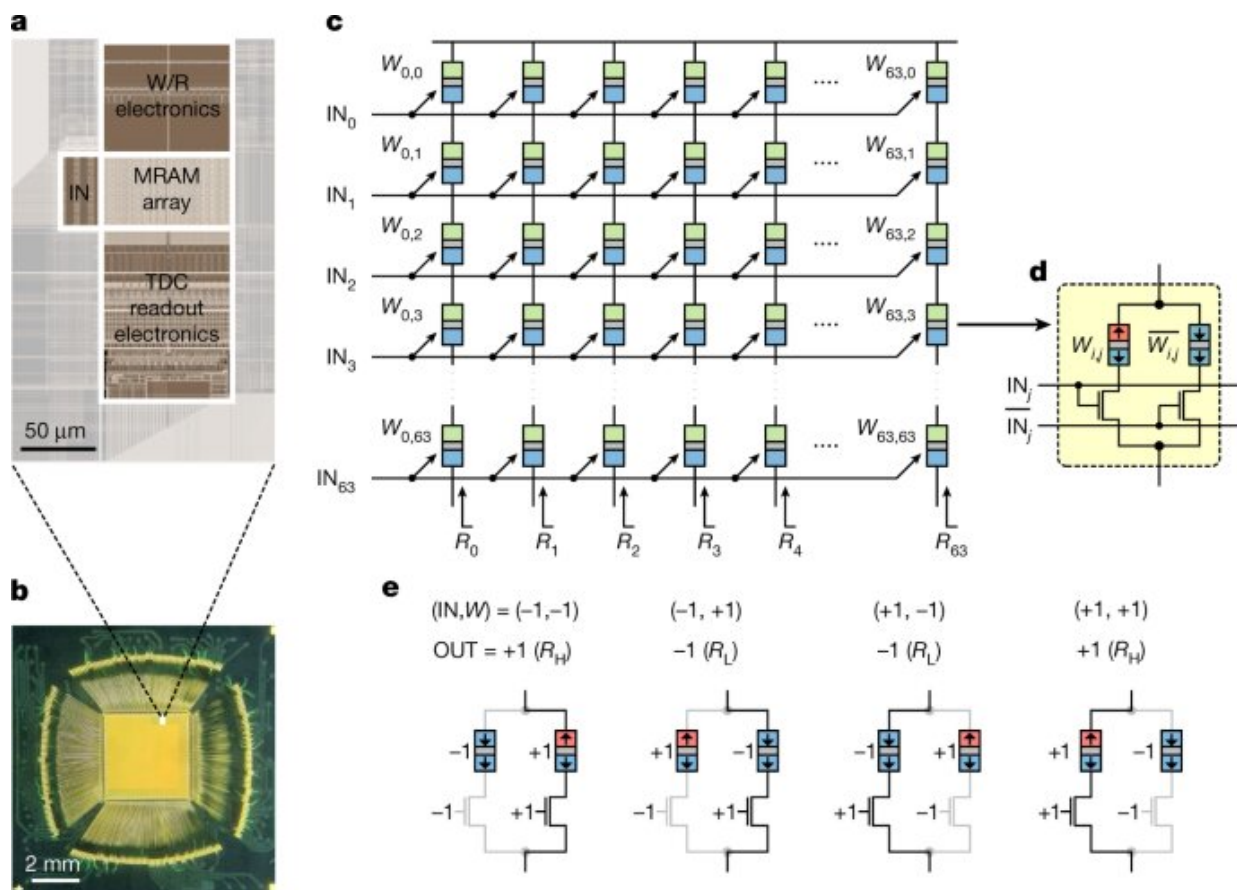 a
W/R
electronics
IN
MRAM
array
TDC
readout
electronics
50 μm
b
2 mm
c
W0,0 W63,0
....
IN0
W0,1 W63,1
....
IN1
W0,2 W63,2
....
IN2
W0,3 W63,3
....
IN3
W0,63 W63,63
....
IN63
R0 R1 R2 R3 R4 R63
d
Wi,j W̅i,j
INj
I̅N̅j
e
(IN,W) = (−1,−1) (−1, +1) (+1, −1) (+1, +1)
OUT = +1 (RH) −1 (RL) −1 (RL) +1 (RH)
−1 +1 +1 −1 −1 +1 +1 −1
−1 +1 −1 +1 +1 −1 +1 −1